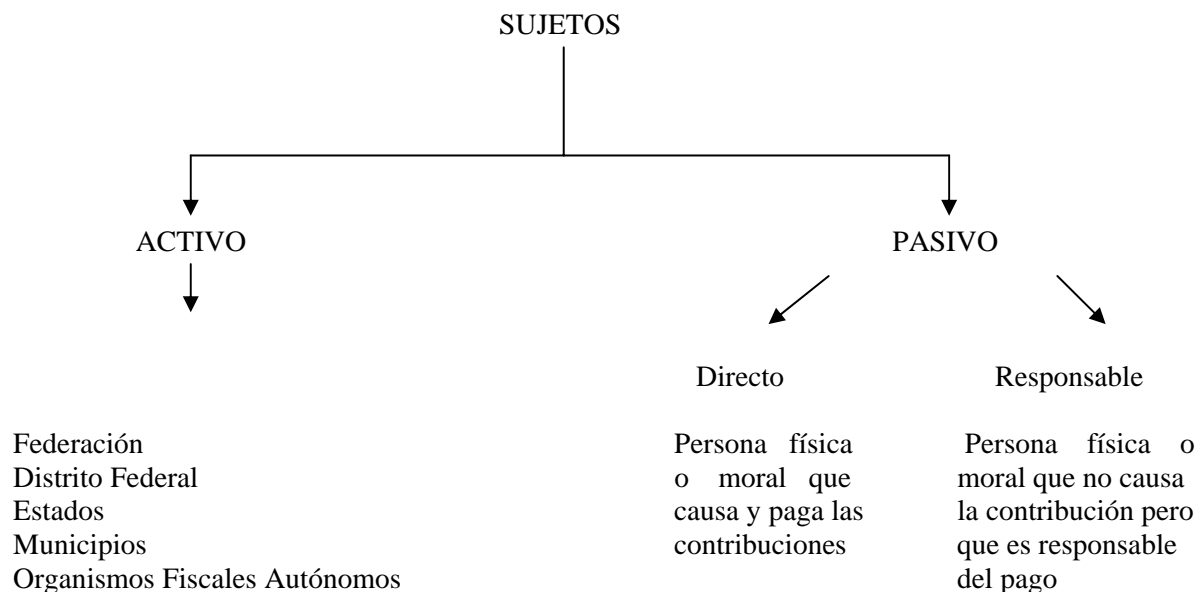 SUJETOS
ACTIVO
PASIVO
Directo
Responsable
Federación
Distrito Federal
Estados
Municipios
Organismos Fiscales Autónomos
Persona física
o moral que
causa y paga las
contribuciones
Persona física o
moral que no causa
la contribución pero
que es responsable
del pago